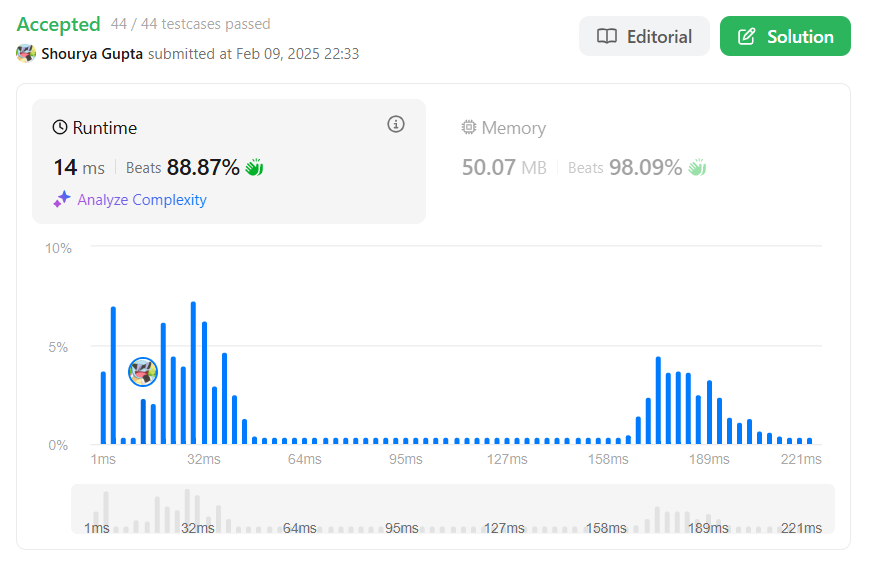 Accepted 44 / 44 testcases passed
Shourya Gupta submitted at Feb 09, 2025 22:33
Editorial
Solution
Runtime
14 ms Beats 88.87%
Analyze Complexity
Memory
50.07 MB Beats 98.09%
10%
5%
0%
1ms 32ms 64ms 95ms 127ms 158ms 189ms 221ms
1ms 32ms 64ms 95ms 127ms 158ms 189ms 221ms